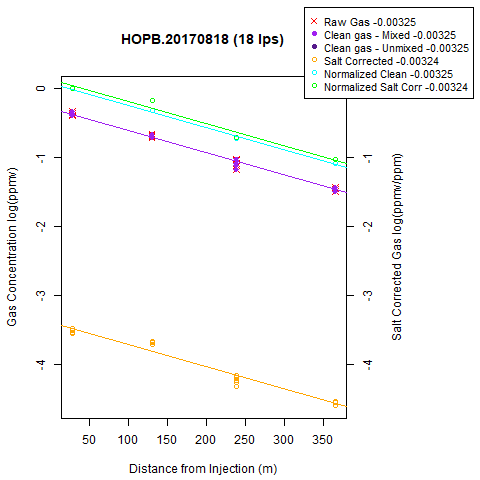 Raw Gas -0.00325
Clean gas - Mixed -0.00325
Clean gas - Unmixed -0.00325
Salt Corrected -0.00324
Normalized Clean -0.00325
Normalized Salt Corr -0.00324
HOPB.20170818 (18 lps)
Gas Concentration log(ppmv)
0
-1
-2
-3
-4
0
-1
-2
-3
-4
Salt Corrected Gas log(ppmv/ppm)
50 100 150 200 250 300 350
Distance from Injection (m)